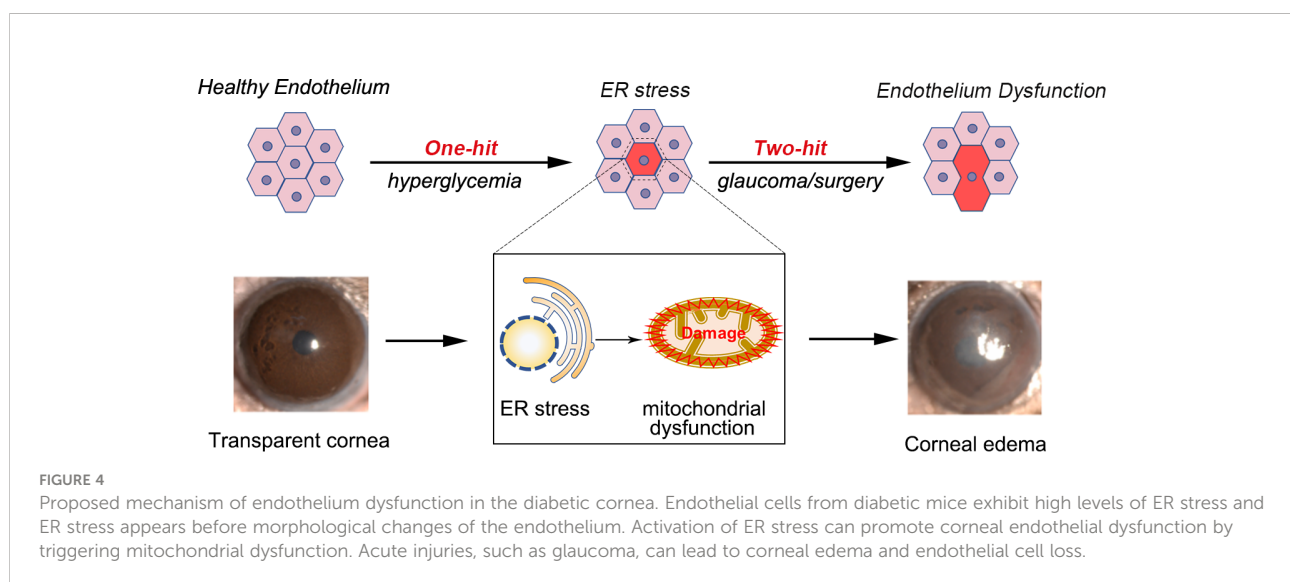 Healthy Endothelium
ER stress
Endothelium Dysfunction
One-hit
hyperglycemia
Two-hit
glaucoma/surgery
Damage
ER stress
mitochondrial
dysfunction
Transparent cornea
Corneal edema
FIGURE 4
Proposed mechanism of endothelium dysfunction in the diabetic cornea. Endothelial cells from diabetic mice exhibit high levels of ER stress and
ER stress appears before morphological changes of the endothelium. Activation of ER stress can promote corneal endothelial dysfunction by
triggering mitochondrial dysfunction. Acute injuries, such as glaucoma, can lead to corneal edema and endothelial cell loss.